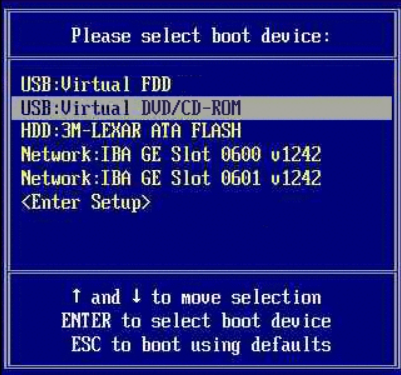 Please select boot device:
USB:Virtual FDD
USB:Virtual DVD/CD-ROM
HDD:3M-LEXAR ATA FLASH
Network:IBA GE Slot 0600 v1242
Network:IBA GE Slot 0601 v1242
<Enter Setup>
↑ and ↓ to move selection
ENTER to select boot device
ESC to boot using defaults